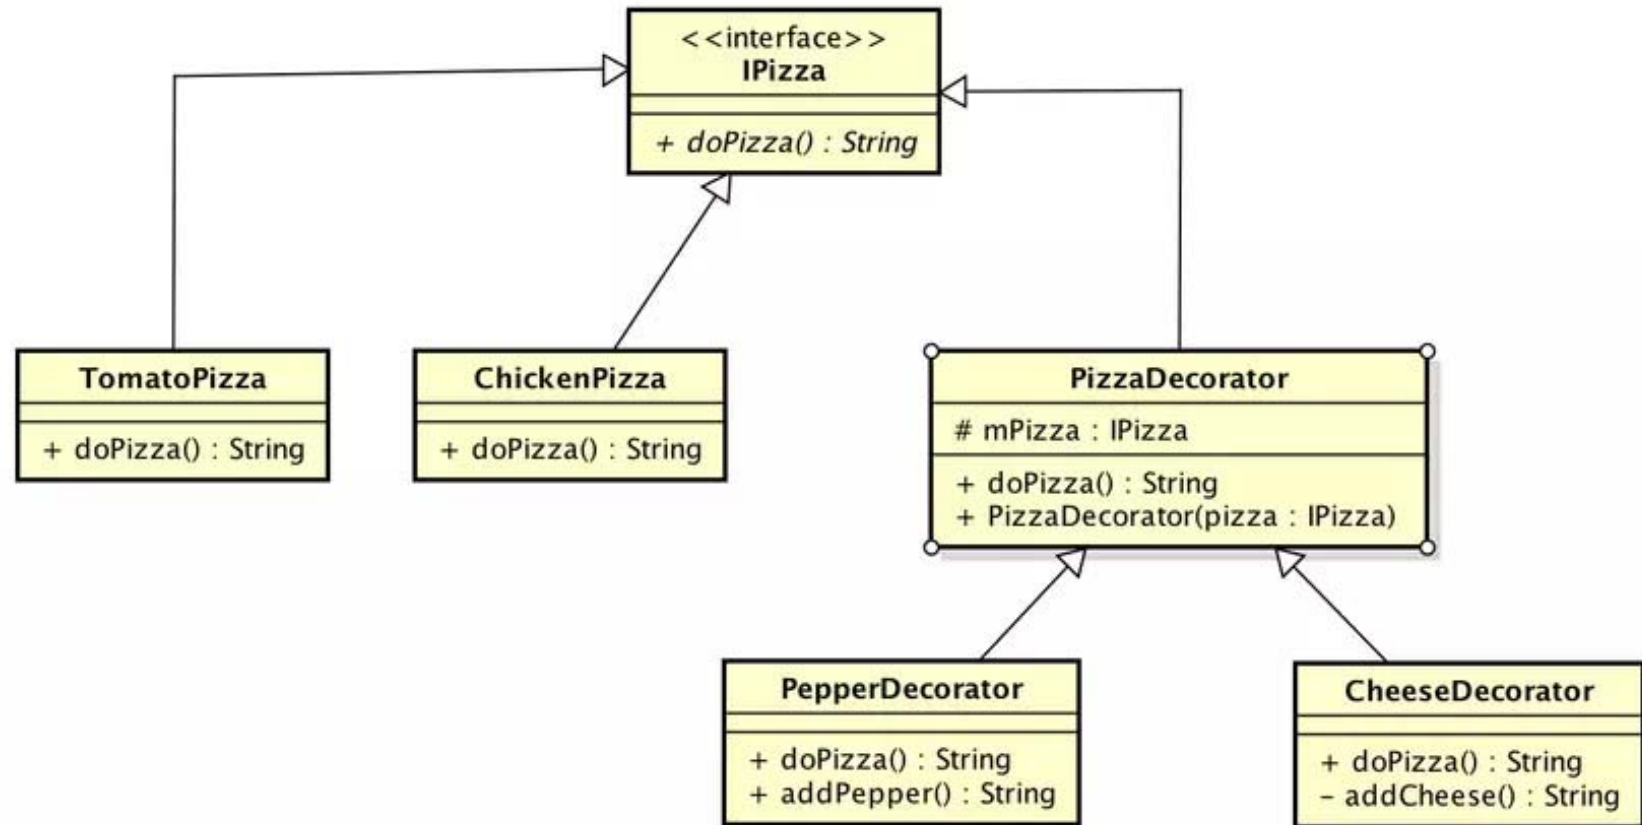 <<interface>>
IPizza
+ doPizza() : String
TomatoPizza
+ doPizza() : String
ChickenPizza
+ doPizza() : String
PizzaDecorator
# mPizza : IPizza
+ doPizza() : String
+ PizzaDecorator(pizza : IPizza)
PepperDecorator
+ doPizza() : String
+ addPepper() : String
CheeseDecorator
+ doPizza() : String
– addCheese() : String